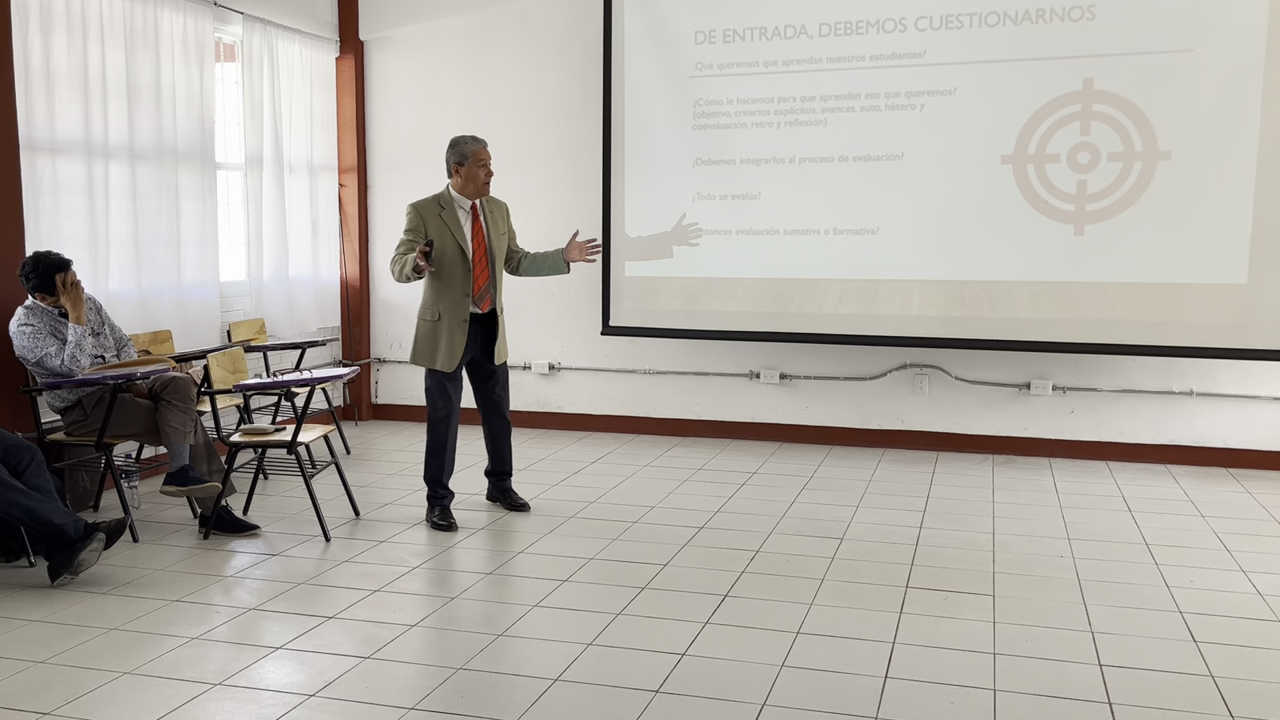 DE ENTRADA, DEBEMOS CUESTIONARNOS
¿Qué queremos que aprendan nuestros estudiantes?
¿Cómo le hacemos para que aprendan eso que queremos?
(objetivo, criterios explícitos, avances, auto, hétero y
coevaluación, retro y reflexión)
¿Debemos integrarlos al proceso de evaluación?
¿Todo se evalúa?
evaluación sumativa o formativa?